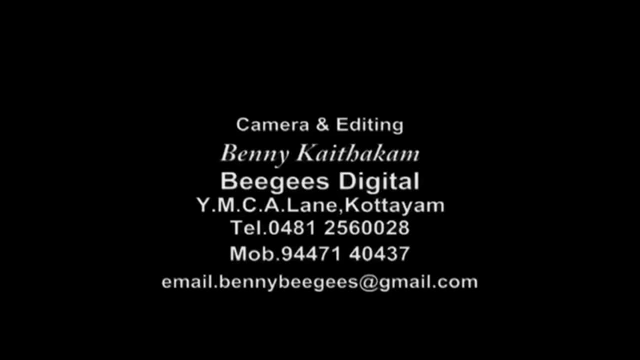 Camera & Editing
Benny Kaithakam
Beegees Digital
Y.M.C.A.Lane,Kottayam
Tel.0481 2560028
Mob.94471 40437
email.bennybeegees@gmail.com